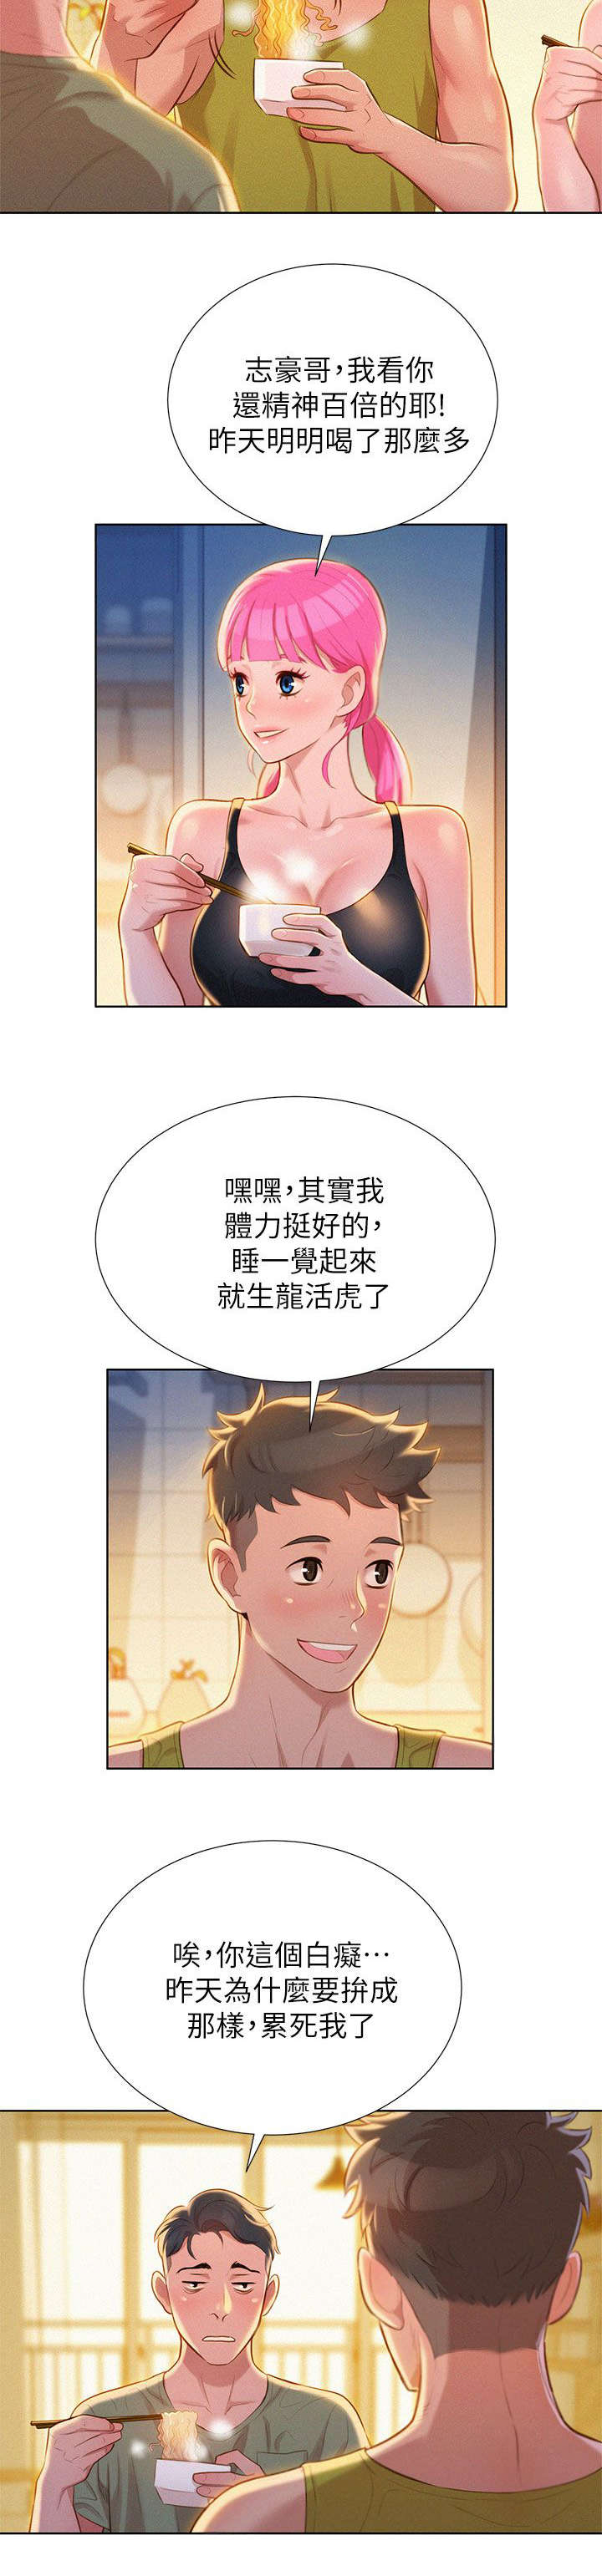 志豪哥，我看你
還精神百倍的耶!
昨天明明喝了那麼多
嘿嘿，其實我
體力挺好的，
睡一覺起來
就生龍活虎了
唉，你這個白癡…
昨天為什麼要拚成
那樣，累死我了